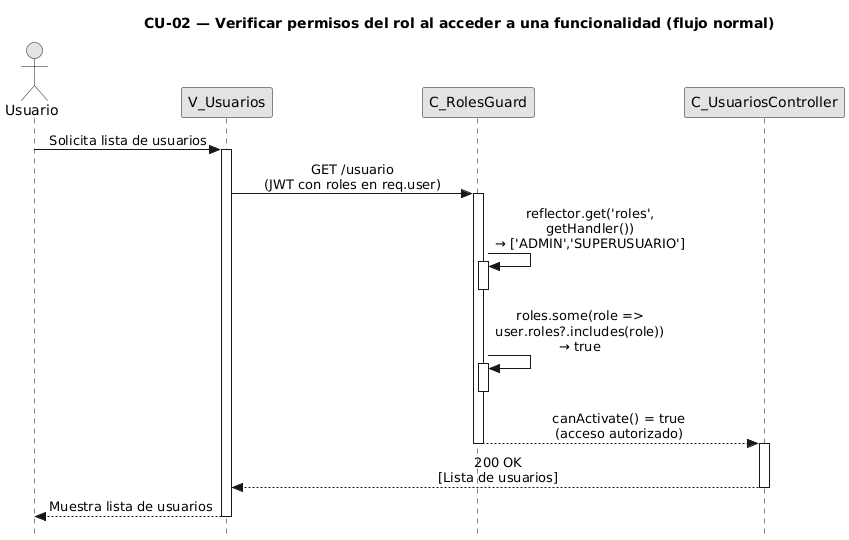 CU-02 — Verificar permisos del rol al acceder a una funcionalidad (flujo normal)
Usuario
V_Usuarios
C_RolesGuard
C_UsuariosController
Solicita lista de usuarios
GET /usuario
(JWT con roles en req.user)
reflector.get('roles',
getHandler())
→ ['ADMIN','SUPERUSUARIO']
roles.some(role =>
user.roles?.includes(role))
→ true
canActivate() = true
(acceso autorizado)
200 OK
[Lista de usuarios]
Muestra lista de usuarios